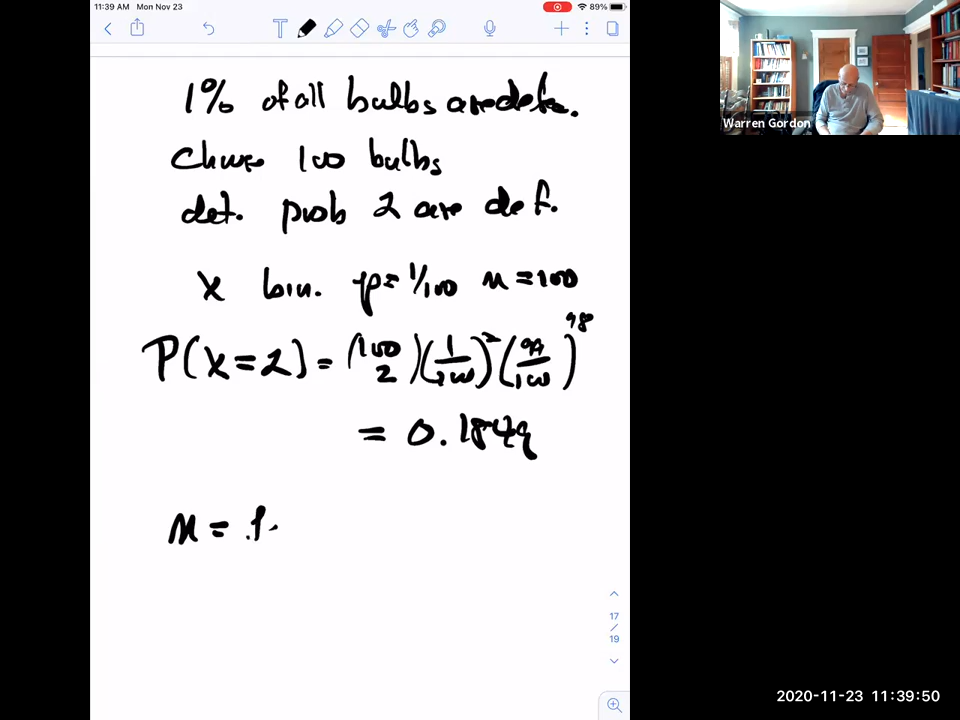 11:39 AM Mon Nov 23
89%
1% of all bulbs are def.
100 bulbs
det. prob 2 are def.
X bin. p=1/100 n=100
P(X=2) = (100 2)(1/100)^2 (99/100)^98
= 0.1849
n =
17
/
19
Warren Gordon
2020-11-23 11:39:50